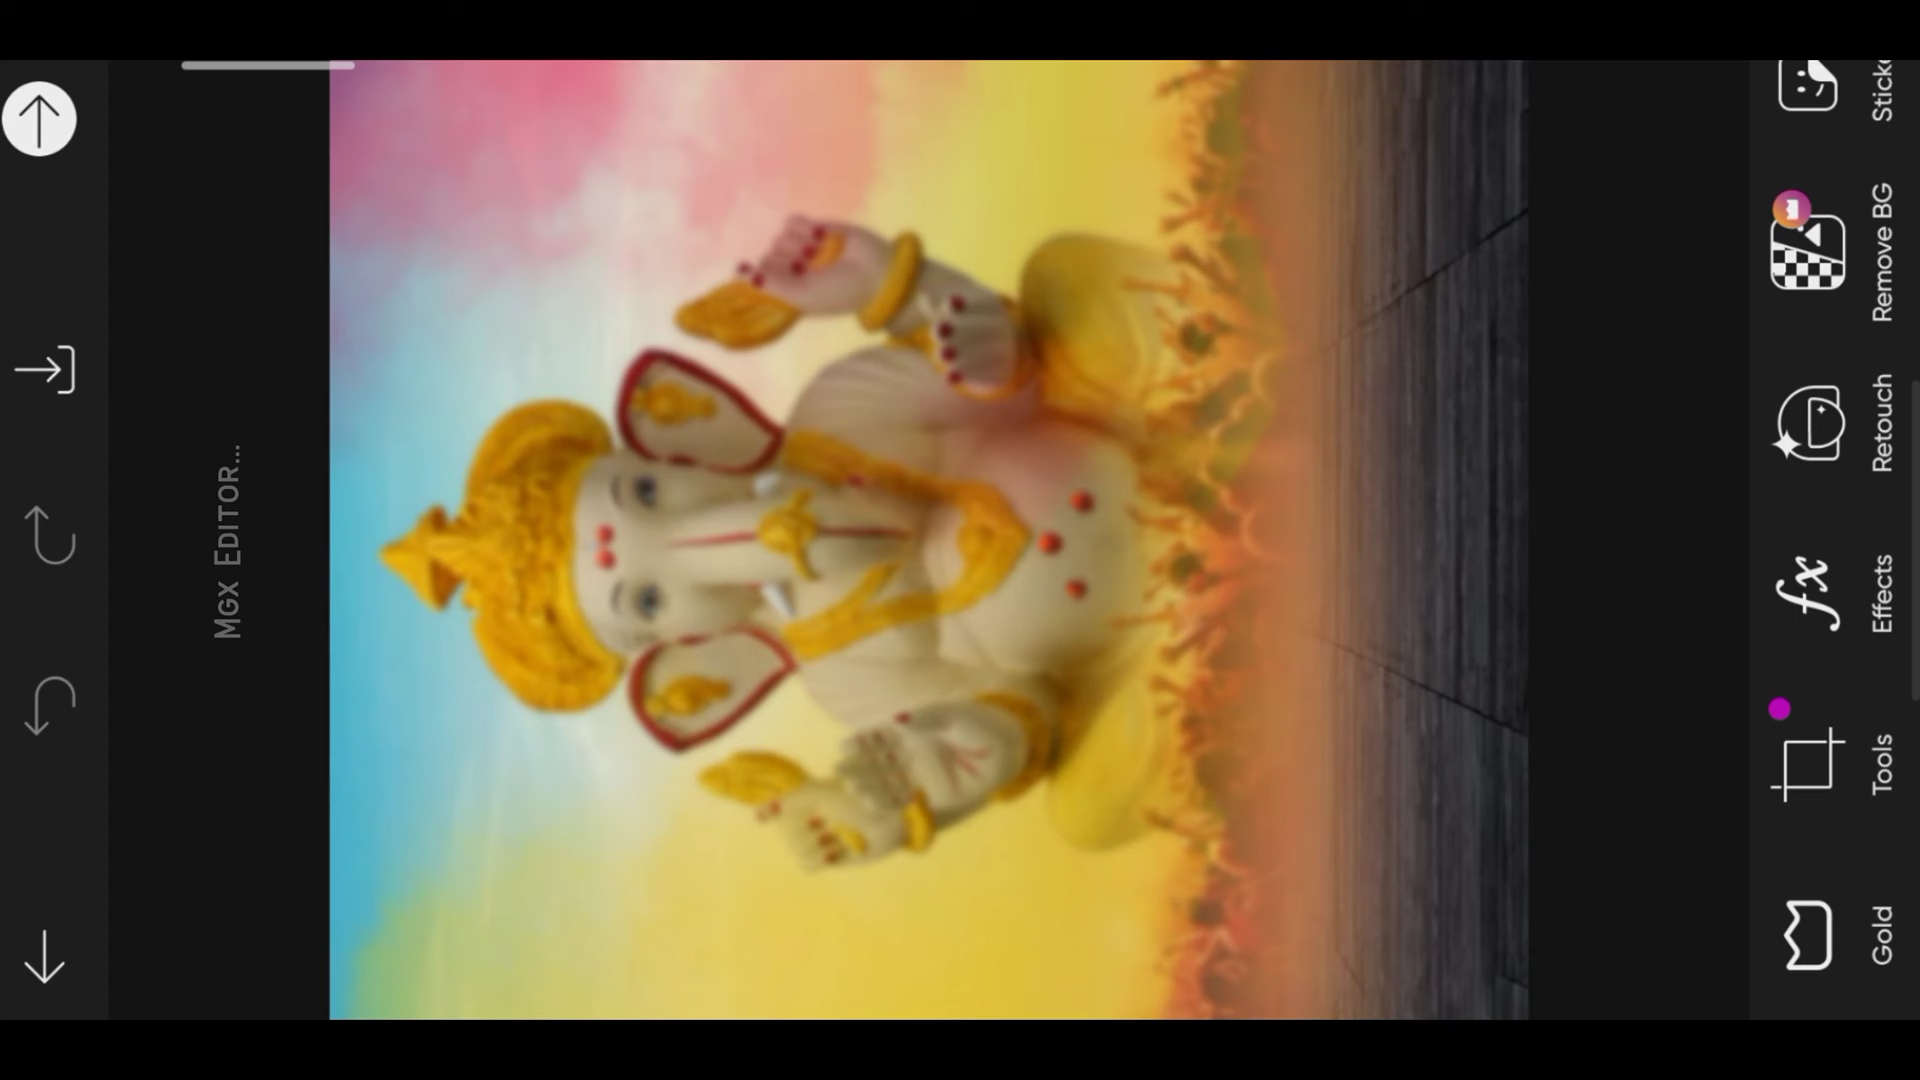 MGX EDITOR...
Gold
Tools
Effects
Retouch
Remove BG
Sticke